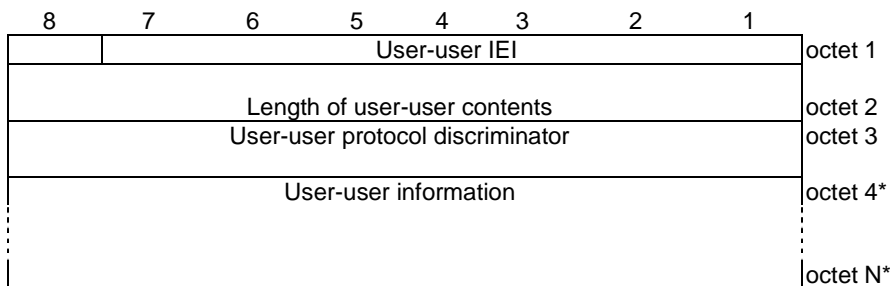 8 7 6 5 4 3 2 1
User-user IEI octet 1
Length of user-user contents octet 2
User-user protocol discriminator octet 3
User-user information octet 4*
octet N*